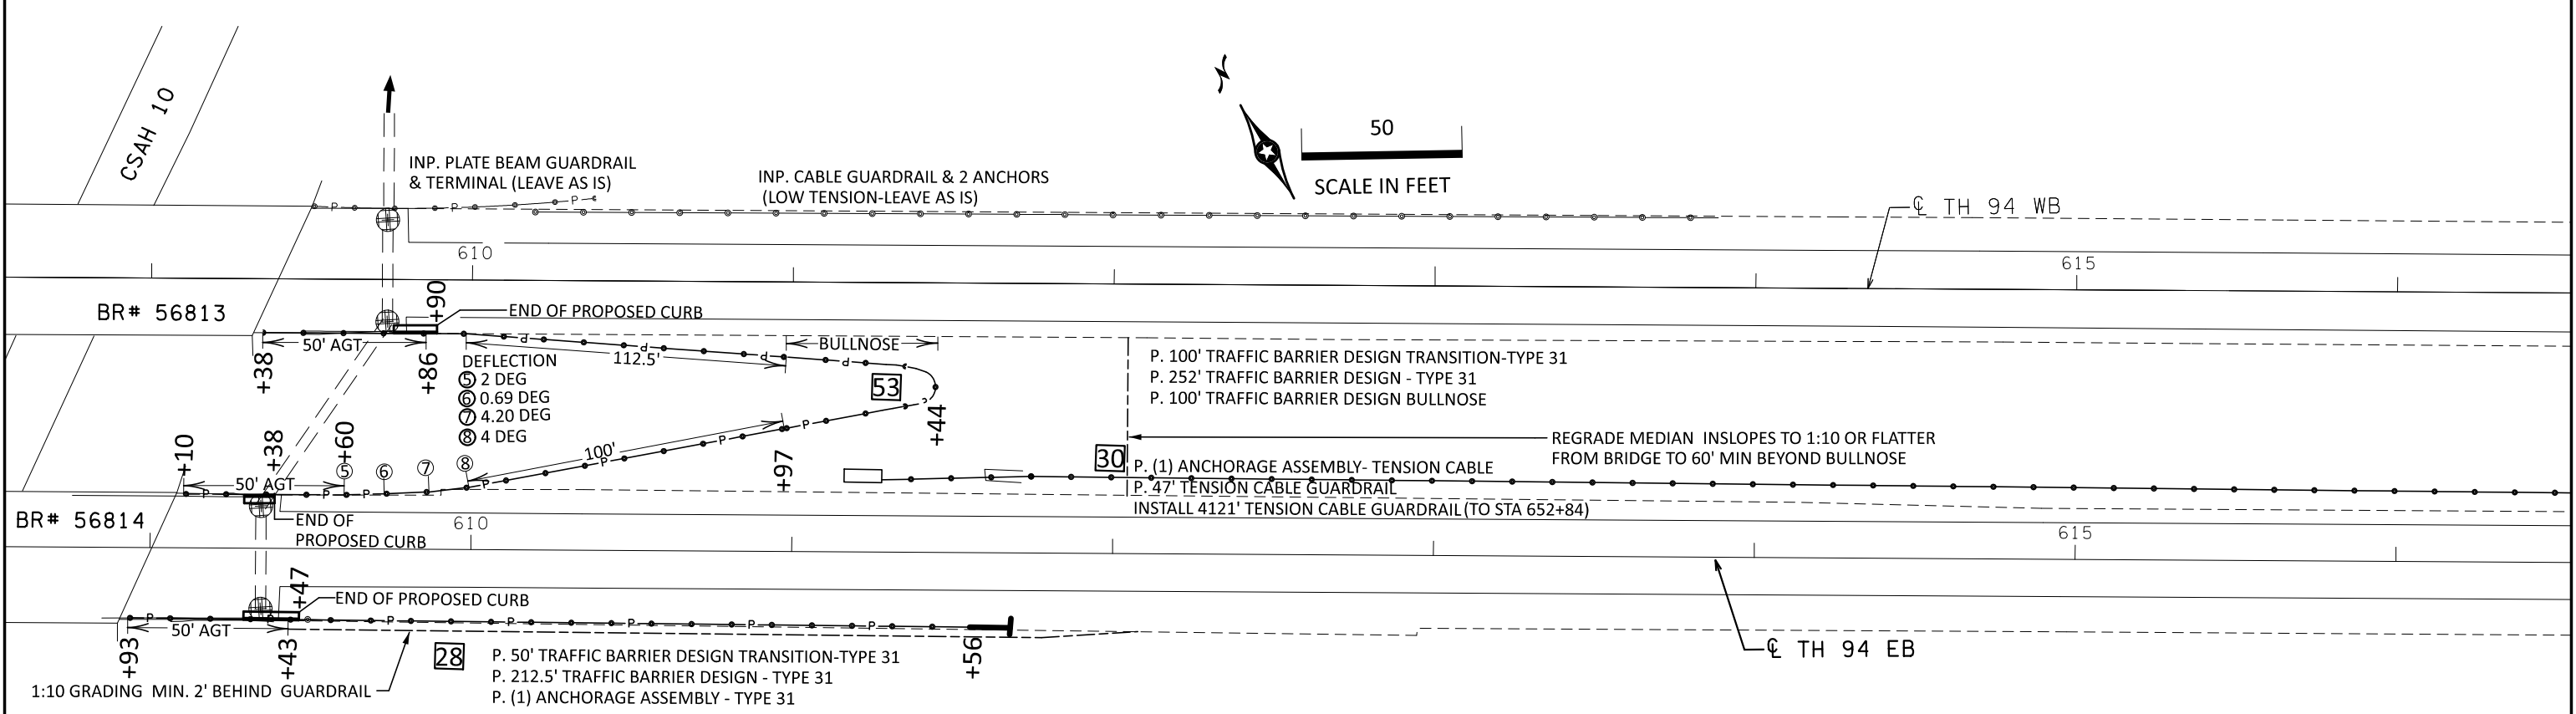 CSAH 10
INP. PLATE BEAM GUARDRAIL
& TERMINAL (LEAVE AS IS)
INP. CABLE GUARDRAIL & 2 ANCHORS
(LOW TENSION-LEAVE AS IS)
50
SCALE IN FEET
℄ TH 94 WB
P
P
P
610
615
BR# 56813
+90
END OF PROPOSED CURB
+38
50' AGT
+86
P
P
P
P
112.5'
BULLNOSE
DEFLECTION
⑤ 2 DEG
⑥ 0.69 DEG
⑦ 4.20 DEG
⑧ 4 DEG
53
+44
P. 100' TRAFFIC BARRIER DESIGN TRANSITION-TYPE 31
P. 252' TRAFFIC BARRIER DESIGN - TYPE 31
P. 100' TRAFFIC BARRIER DESIGN BULLNOSE
REGRADE MEDIAN INSLOPES TO 1:10 OR FLATTER
FROM BRIDGE TO 60' MIN BEYOND BULLNOSE
+10
+38
+60
⑤
⑥
⑦
⑧
50' AGT
100'
+97
P
P
P
P
P
P
30
P. (1) ANCHORAGE ASSEMBLY- TENSION CABLE
P. 47' TENSION CABLE GUARDRAIL
INSTALL 4121' TENSION CABLE GUARDRAIL (TO STA 652+84)
BR# 56814
END OF
PROPOSED CURB
610
615
+47
END OF PROPOSED CURB
P
P
P
P
P
P
P
50' AGT
+93
+43
+56
℄ TH 94 EB
28
P. 50' TRAFFIC BARRIER DESIGN TRANSITION-TYPE 31
P. 212.5' TRAFFIC BARRIER DESIGN - TYPE 31
P. (1) ANCHORAGE ASSEMBLY - TYPE 31
1:10 GRADING MIN. 2' BEHIND GUARDRAIL